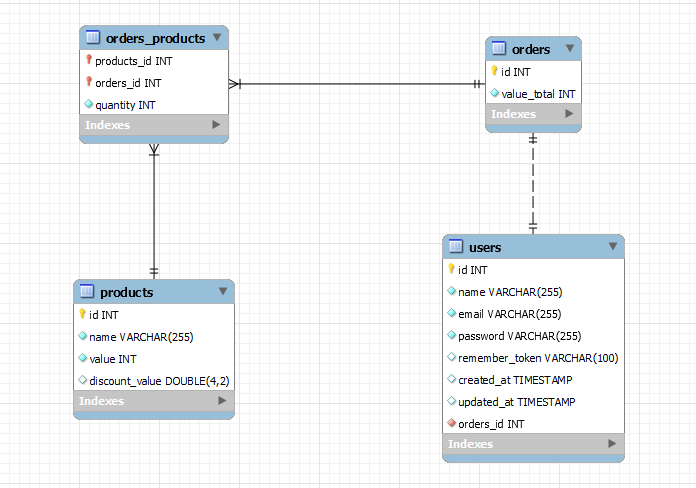 orders_products
products_id INT
orders_id INT
quantity INT
Indexes
orders
id INT
value_total INT
Indexes
products
id INT
name VARCHAR(255)
value INT
discount_value DOUBLE(4,2)
Indexes
users
id INT
name VARCHAR(255)
email VARCHAR(255)
password VARCHAR(255)
remember_token VARCHAR(100)
created_at TIMESTAMP
updated_at TIMESTAMP
orders_id INT
Indexes